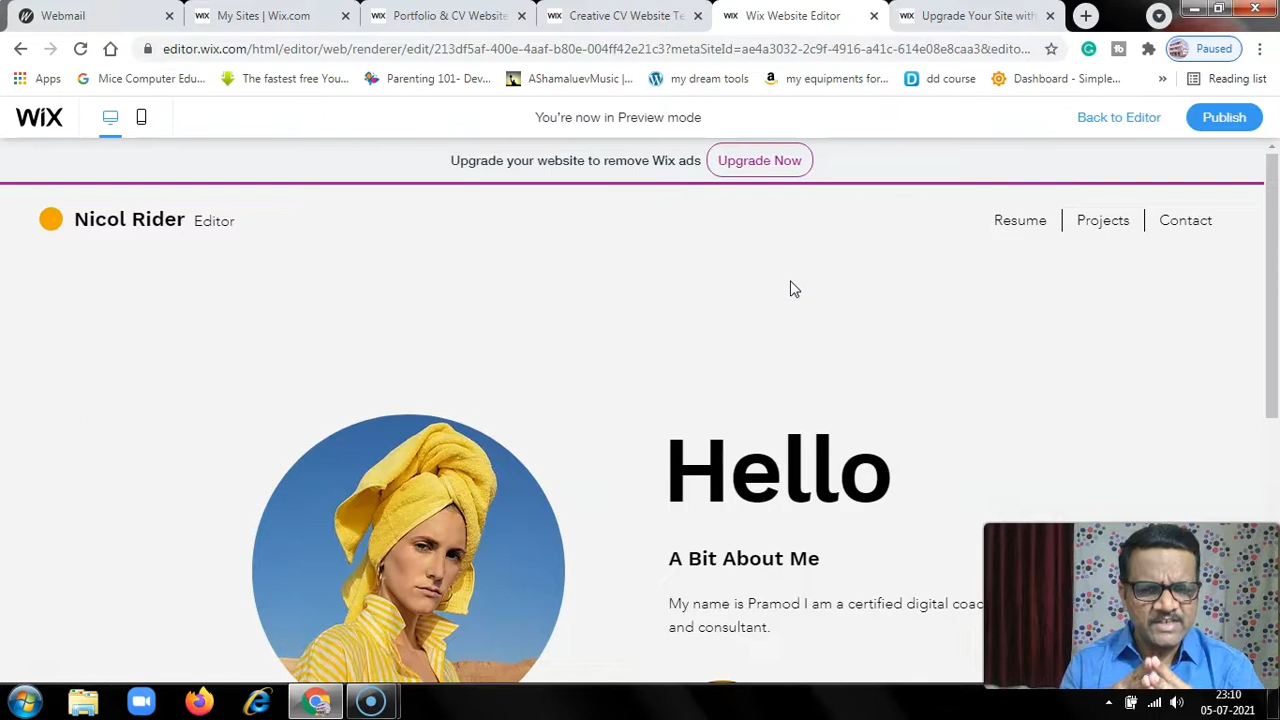 Webmail
My Sites | Wix.com
Portfolio & CV Website
Creative CV Website Te
Wix Website Editor
Upgrade Your Site with
editor.wix.com/html/editor/web/renderer/edit/213df5af-400e-4aaf-b80e-004ff42e21c3?metaSiteId=ae4a3032-2c9f-4916-a41c-614e08e8caa3&edito...
Paused
Apps
Mice Computer Edu...
The fastest free You...
Parenting 101- Dev...
AShamaluevMusic |...
my dream tools
my equipments for...
dd course
Dashboard - Simple...
Reading list
WiX
You're now in Preview mode
Back to Editor
Publish
Upgrade your website to remove Wix ads
Upgrade Now
Nicol Rider Editor
Resume
Projects
Contact
Hello
A Bit About Me
My name is Pramod I am a certified digital coac
and consultant.
23:10
05-07-2021